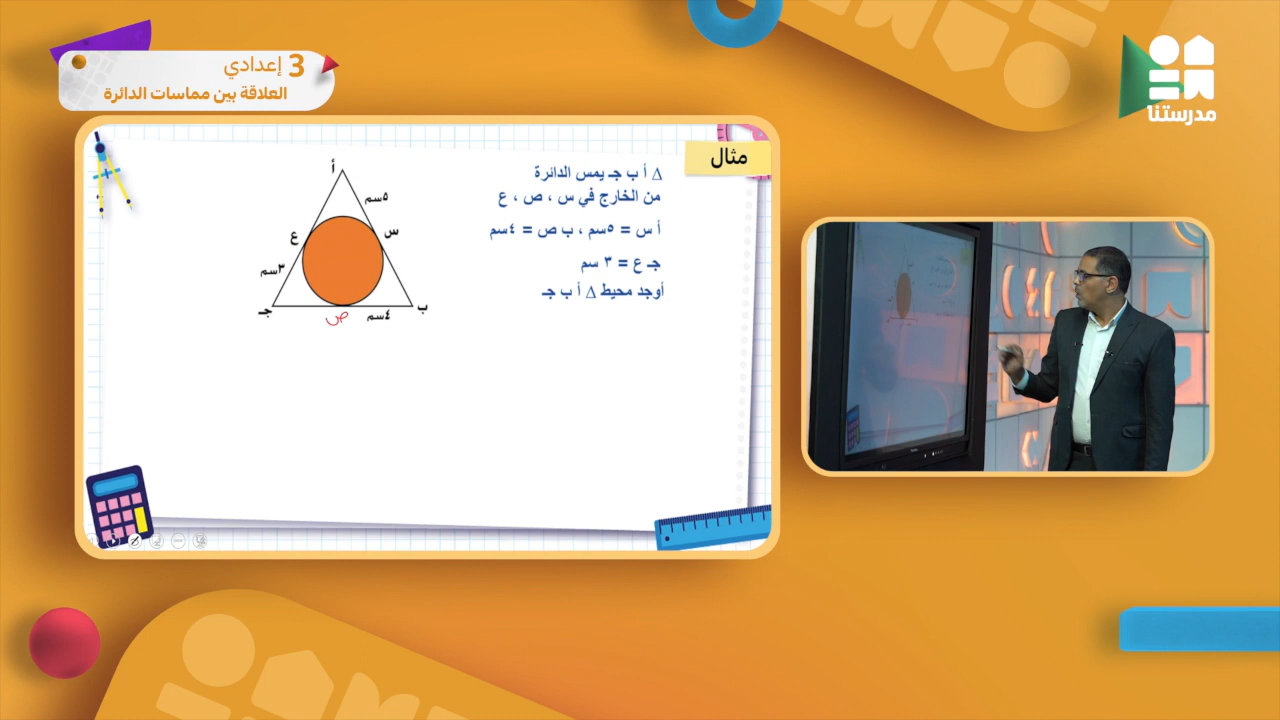 3 إعدادي
العلاقة بين مماسات الدائرة
مدرستنا
مثال
Δ أ ب جـ يمس الدائرة
من الخارج في س ، ص ، ع
أ س = ٥سم ، ب ص = ٤سم
جـ ع = ٣ سم
أوجد محيط Δ أ ب جـ
أ
٥سم
س
ع
٣سم
جـ
ب
ص
٤سم